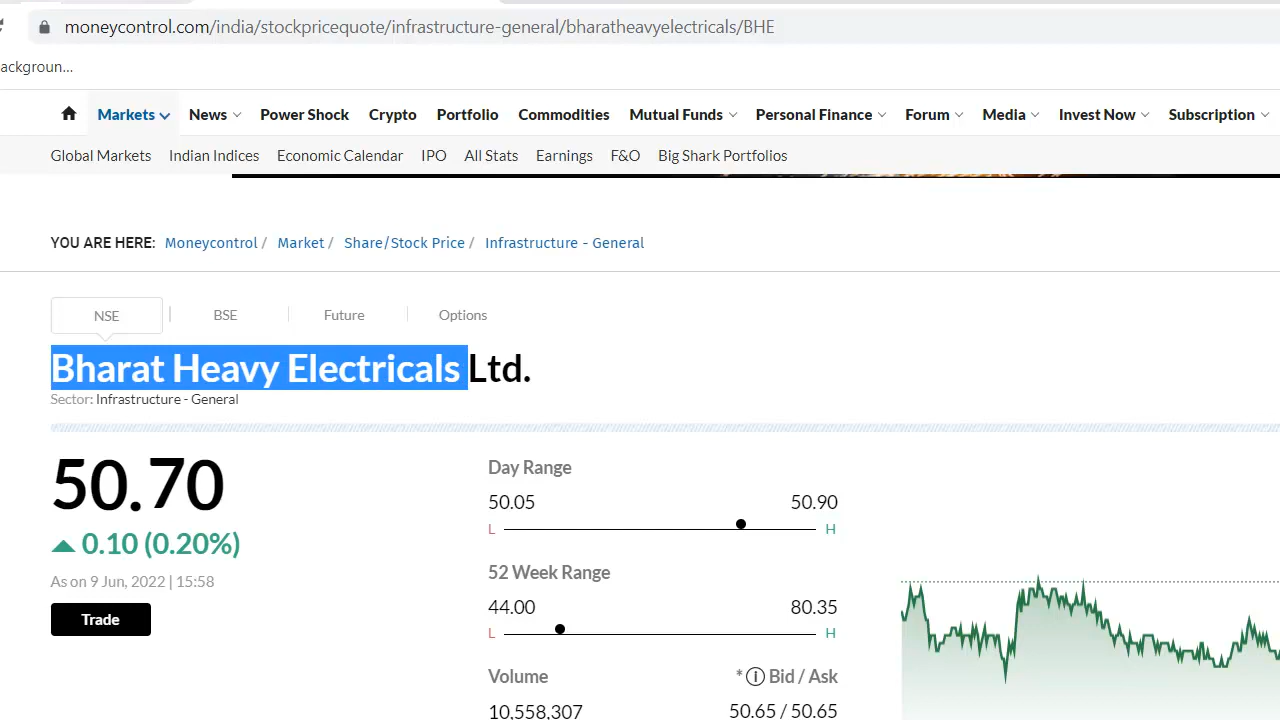 moneycontrol.com/india/stockpricequote/infrastructure-general/bharatheavyelectricals/BHE
ackgroun...
Markets News Power Shock Crypto Portfolio Commodities Mutual Funds Personal Finance Forum Media Invest Now Subscription
Global Markets Indian Indices Economic Calendar IPO All Stats Earnings F&O Big Shark Portfolios
YOU ARE HERE: Moneycontrol / Market / Share/Stock Price / Infrastructure - General
NSE | BSE | Future | Options
Bharat Heavy Electricals Ltd.
Sector: Infrastructure - General
50.70
0.10 (0.20%)
As on 9 Jun, 2022 | 15:58
Trade
Day Range
50.05 50.90
L H
52 Week Range
44.00 80.35
L H
Volume * i Bid / Ask
10,558,307 50.65 / 50.65